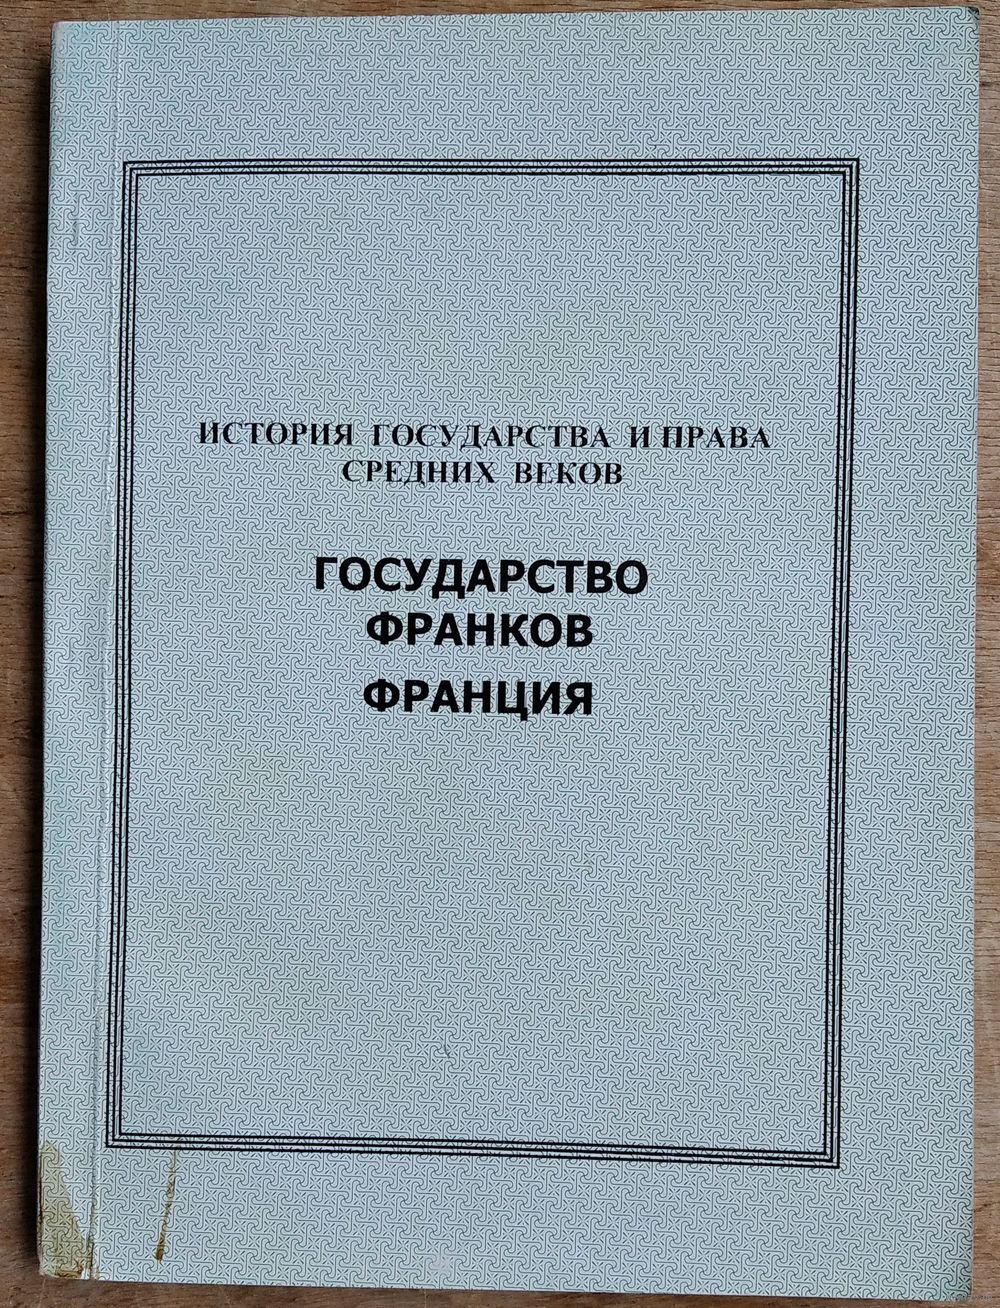 ИСТОРИЯ ГОСУДАРСТВА И ПРАВА
СРЕДНИХ ВЕКОВ
ГОСУДАРСТВО
ФРАНКОВ
ФРАНЦИЯ